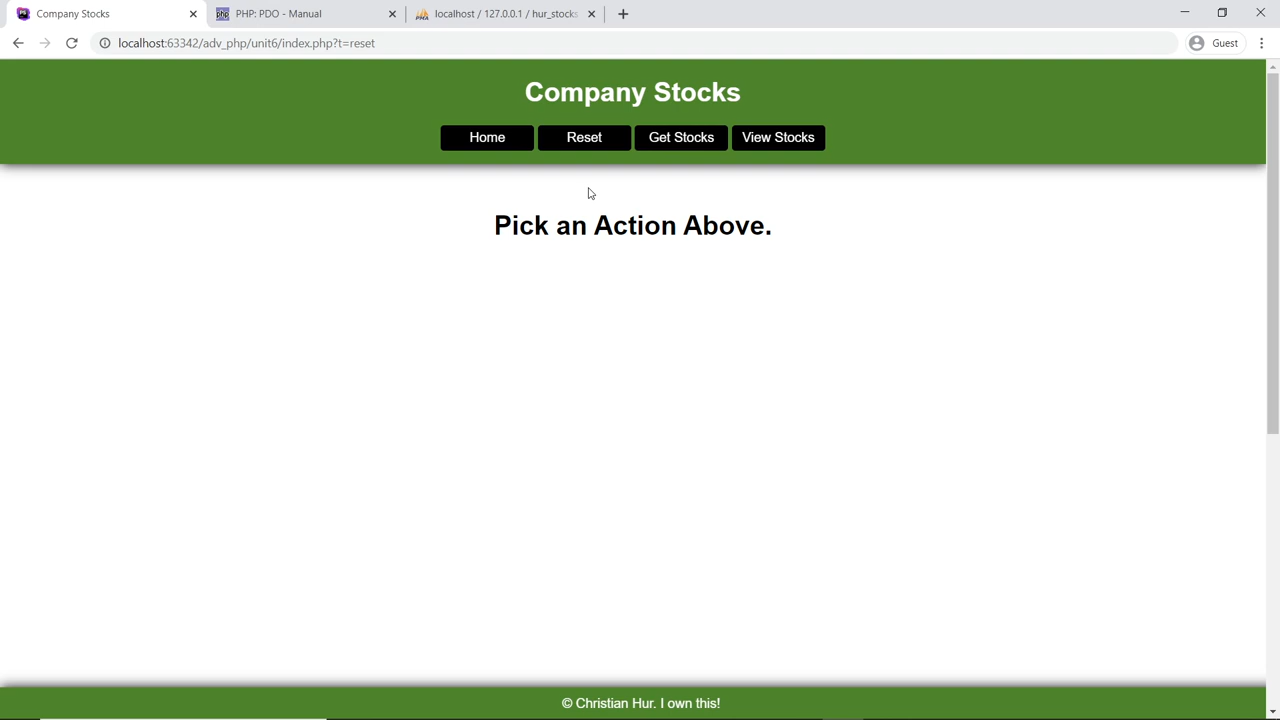 Company Stocks
PHP: PDO - Manual
localhost / 127.0.0.1 / hur_stocks
localhost:63342/adv_php/unit6/index.php?t=reset
Guest
Company Stocks
Home Reset Get Stocks View Stocks
Pick an Action Above.
© Christian Hur. I own this!